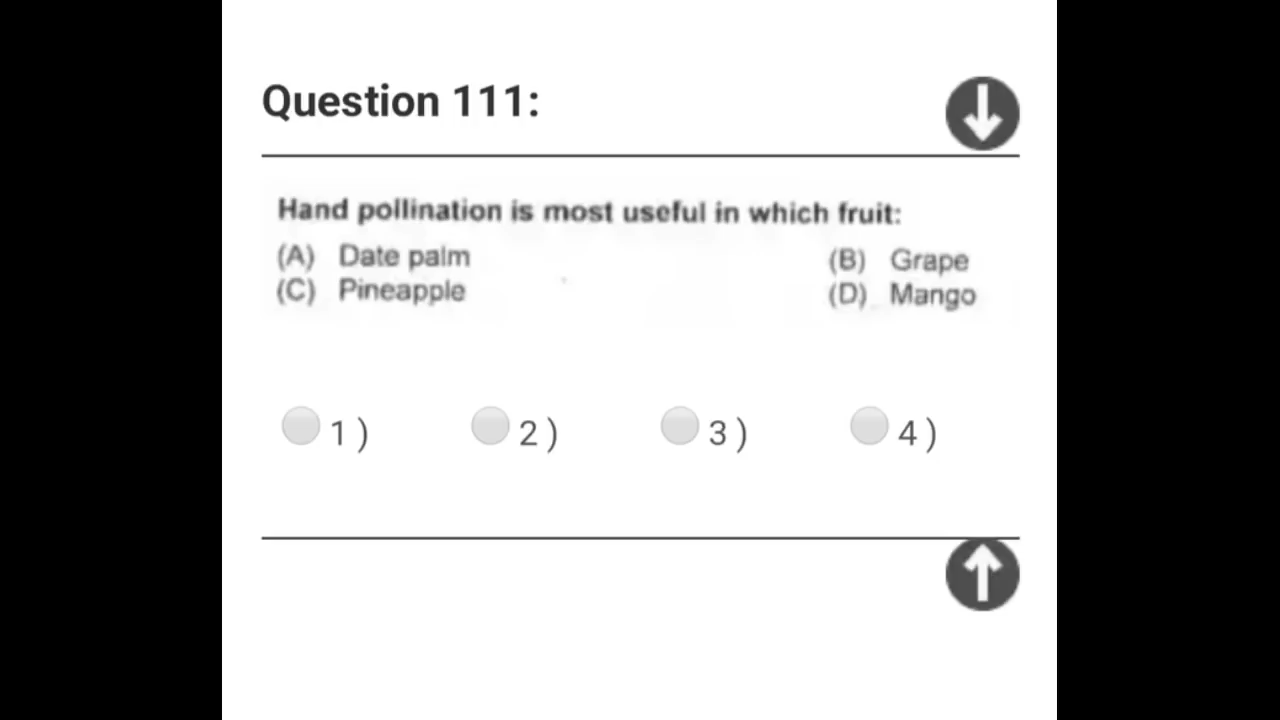 Question 111:
Hand pollination is most useful in which fruit:
(A) Date palm (B) Grape
(C) Pineapple (D) Mango
1 ) 2 ) 3 ) 4 )